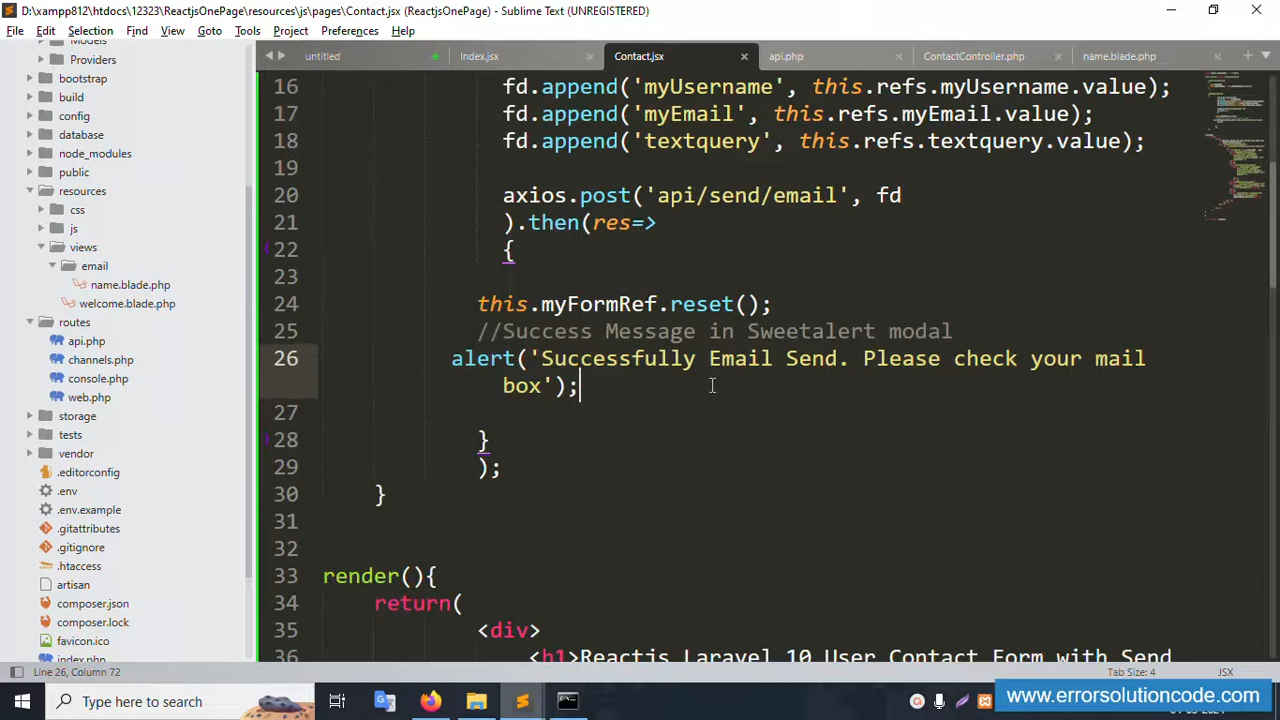 D:\xampp812\htdocs\12323\ReactjsOnePage\resources\js\pages\Contact.jsx (ReactjsOnePage) - Sublime Text (UNREGISTERED)
File Edit Selection Find View Goto Tools Project Preferences Help
untitled Index.jsx Contact.jsx api.php ContactController.php name.blade.php
Models
Providers
bootstrap
build
config
database
node_modules
public
resources
css
js
views
email
name.blade.php
welcome.blade.php
routes
api.php
channels.php
console.php
web.php
storage
tests
vendor
.editorconfig
.env
.env.example
.gitattributes
.gitignore
.htaccess
artisan
composer.json
composer.lock
favicon.ico
index.php
16 fd.append('myUsername', this.refs.myUsername.value);
17 fd.append('myEmail', this.refs.myEmail.value);
18 fd.append('textquery', this.refs.textquery.value);
19
20 axios.post('api/send/email', fd
21 ).then(res=>
22 {
23
24 this.myFormRef.reset();
25 //Success Message in Sweetalert modal
26 alert('Successfully Email Send. Please check your mail
box');
27
28 }
29 );
30 }
31
32
33 render(){
34 return(
35 <div>
36 <h1>Reactjs Laravel 10 User Contact Form with Send
Line 26, Column 72
Tab Size: 4
JSX
Type here to search
www.errorsolutioncode.com